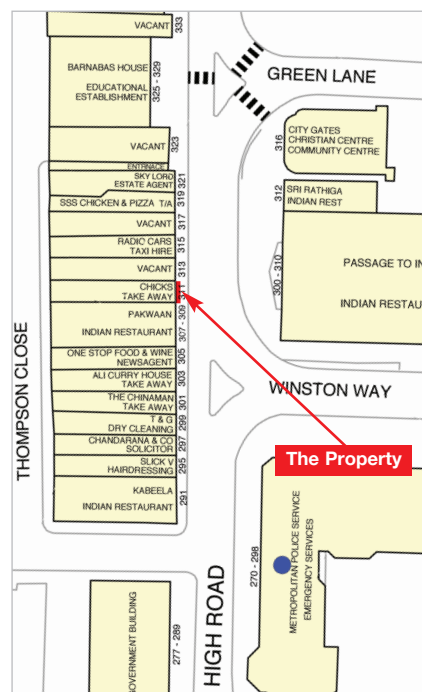 VACANT
333
BARNABAS HOUSE
EDUCATIONAL
ESTABLISHMENT
325 - 329
VACANT
323
ENTRNACE
SKY LORD
ESTATE AGENT
321
SSS CHICKEN & PIZZA T/A
319
VACANT
317
RADIO CARS
TAXI HIRE
315
VACANT
313
CHICKS
TAKE AWAY
311
PAKWAAN
INDIAN RESTAURANT
307 - 309
ONE STOP FOOD & WINE
NEWSAGENT
305
ALI CURRY HOUSE
TAKE AWAY
303
THE CHINAMAN
TAKE AWAY
301
T & G
DRY CLEANING
299
CHANDARANA & CO
SOLICITOR
297
SLICK V
HAIRDRESSING
295
KABEELA
INDIAN RESTAURANT
291
THOMPSON CLOSE
GREEN LANE
CITY GATES
CHRISTIAN CENTRE
COMMUNITY CENTRE
316
SRI RATHIGA
INDIAN REST
312
PASSAGE TO IN
INDIAN RESTAU
300 - 310
WINSTON WAY
The Property
METROPOLITAN POLICE SERVICE
EMERGENCY SERVICES
270 - 298
HIGH ROAD
OVERNMENT BUILDING
277 - 289